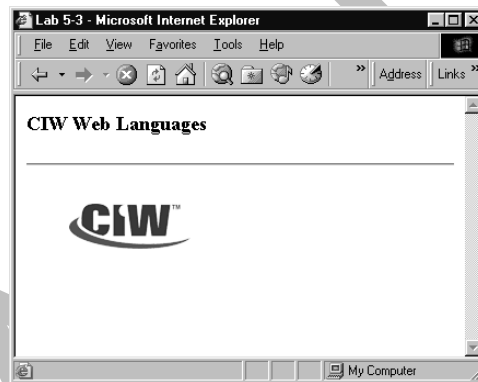 Lab 5-3 - Microsoft Internet Explorer
File Edit View Favorites Tools Help
» Address Links »
CIW Web Languages
CIW™
My Computer